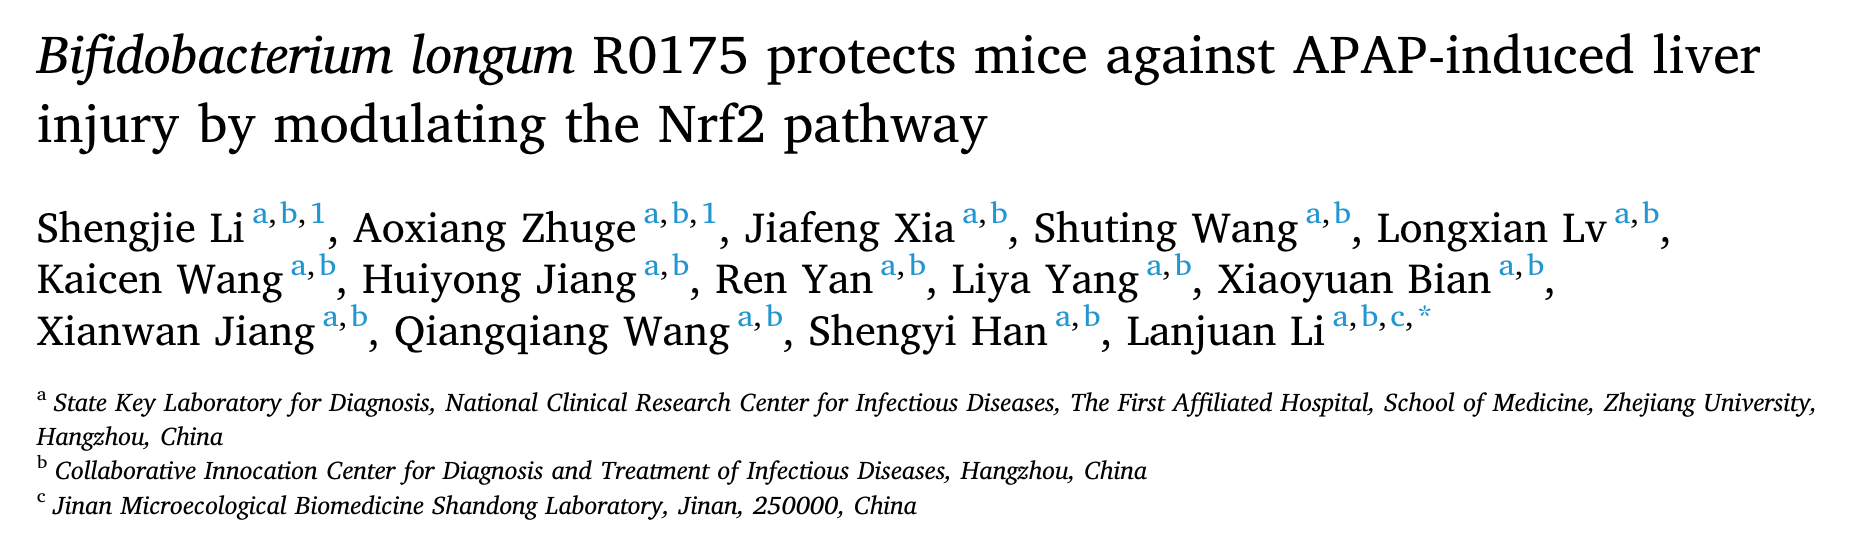 Bifidobacterium longum R0175 protects mice against APAP-induced liver
injury by modulating the Nrf2 pathway
Shengjie Li a,b,1, Aoxiang Zhuge a,b,1, Jiafeng Xia a,b, Shuting Wang a,b, Longxian Lv a,b,
Kaicen Wang a,b, Huiyong Jiang a,b, Ren Yan a,b, Liya Yang a,b, Xiaoyuan Bian a,b,
Xianwan Jiang a,b, Qiangqiang Wang a,b, Shengyi Han a,b, Lanjuan Li a,b,c,*
a State Key Laboratory for Diagnosis, National Clinical Research Center for Infectious Diseases, The First Affiliated Hospital, School of Medicine, Zhejiang University,
Hangzhou, China
b Collaborative Innocation Center for Diagnosis and Treatment of Infectious Diseases, Hangzhou, China
c Jinan Microecological Biomedicine Shandong Laboratory, Jinan, 250000, China